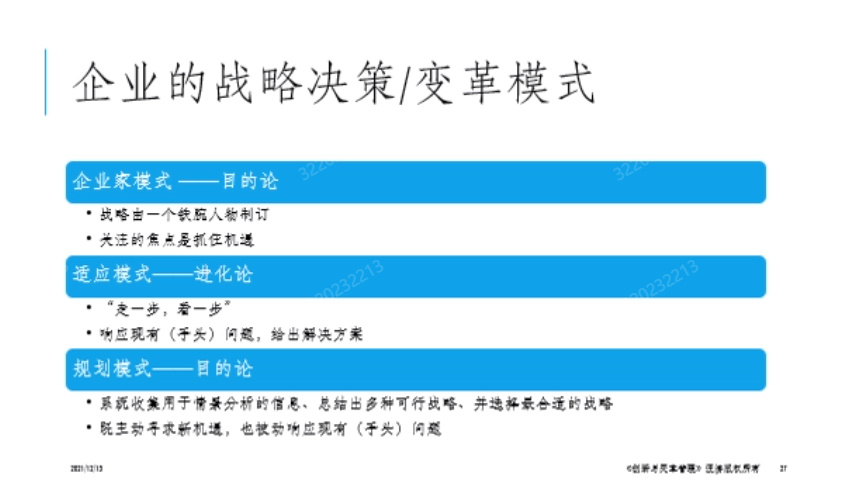 企业的战略决策/变革模式
企业家模式 ——目的论
• 战略由一个铁腕人物制订
• 关注的焦点是抓住机遇
适应模式——进化论
• “走一步，看一步”
• 响应现有（手头）问题，给出解决方案
规划模式——目的论
• 系统收集用于情景分析的信息、总结出多种可行战略、并选择最合适的战略
• 既主动寻求新机遇，也被动响应现有（手头）问题
2021/12/13
《创新与变革管理》 版权所有
27
20232213
20232213